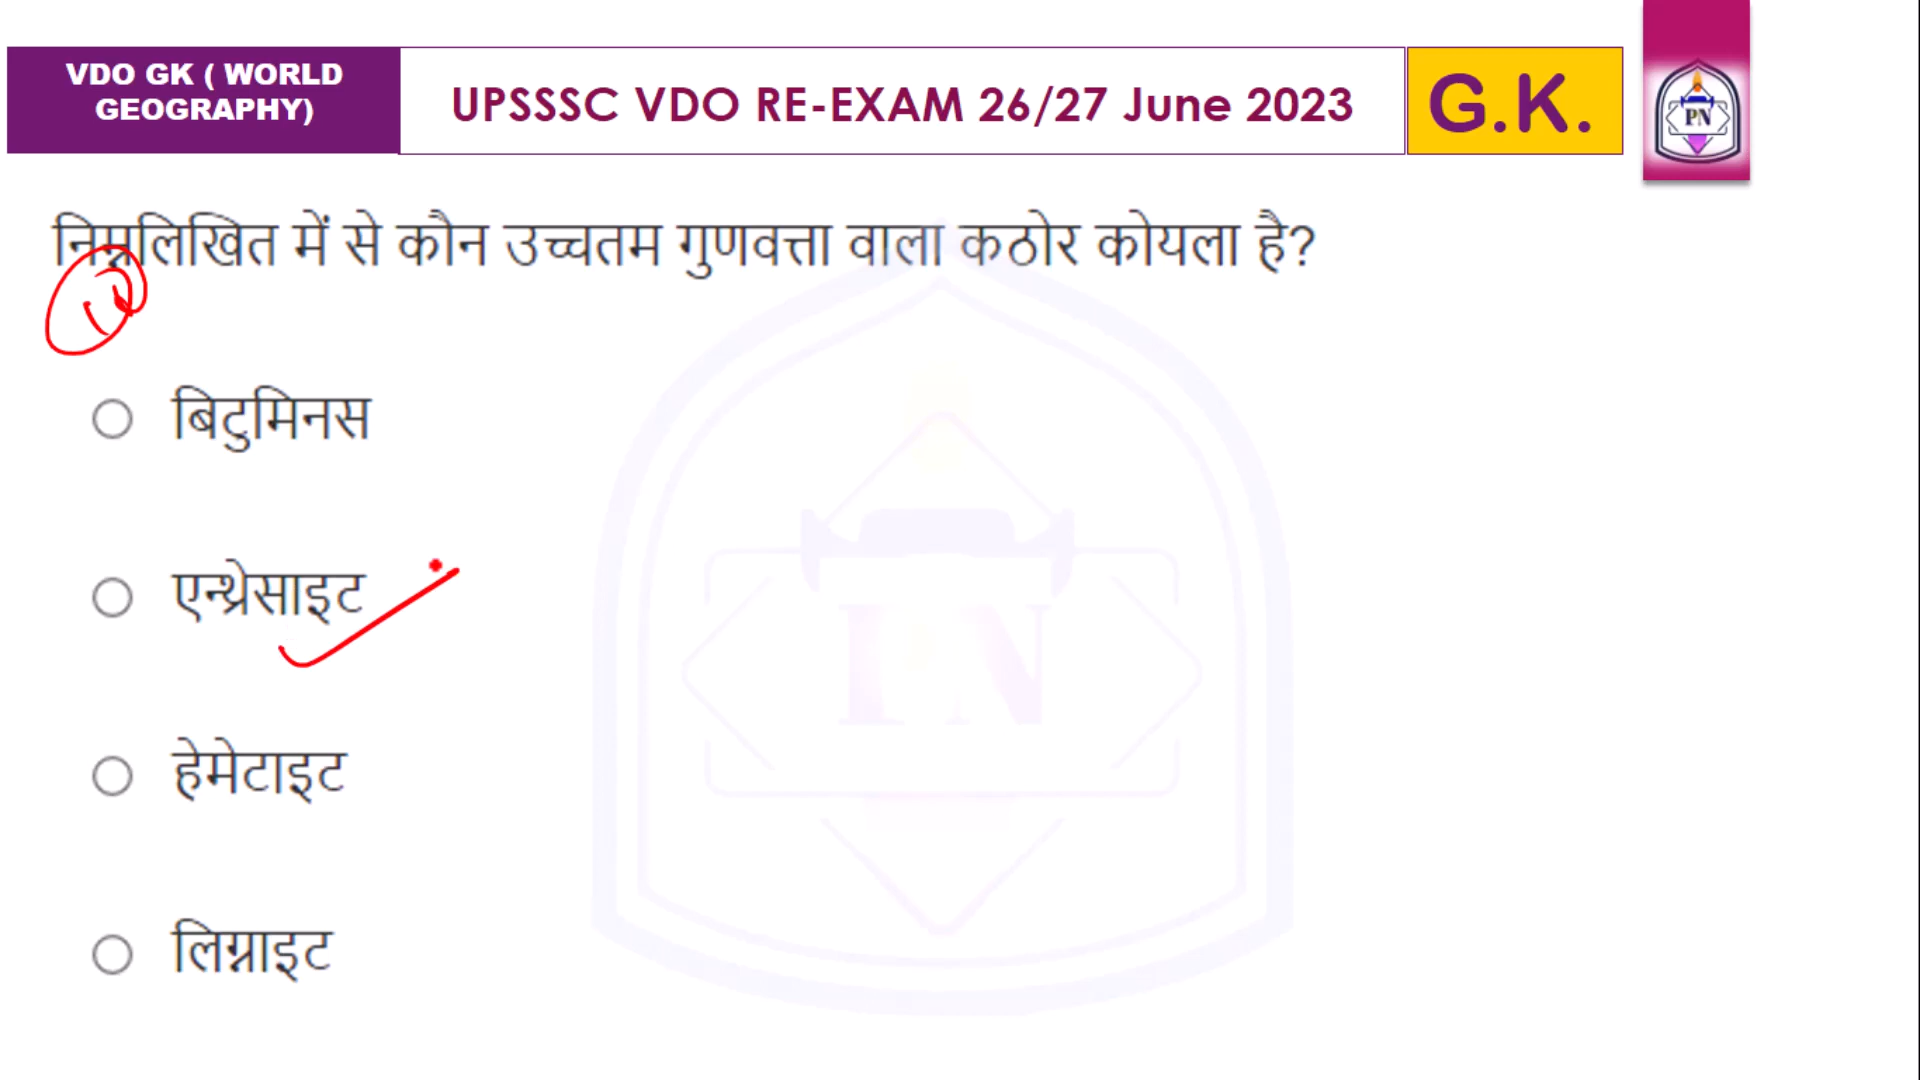 VDO GK ( WORLD
GEOGRAPHY)
UPSSSC VDO RE-EXAM 26/27 June 2023
G.K.
PN
निम्नलिखित में से कौन उच्चतम गुणवत्ता वाला कठोर कोयला है?
बिटुमिनस
एन्थ्रेसाइट
हेमेटाइट
लिग्नाइट
PN